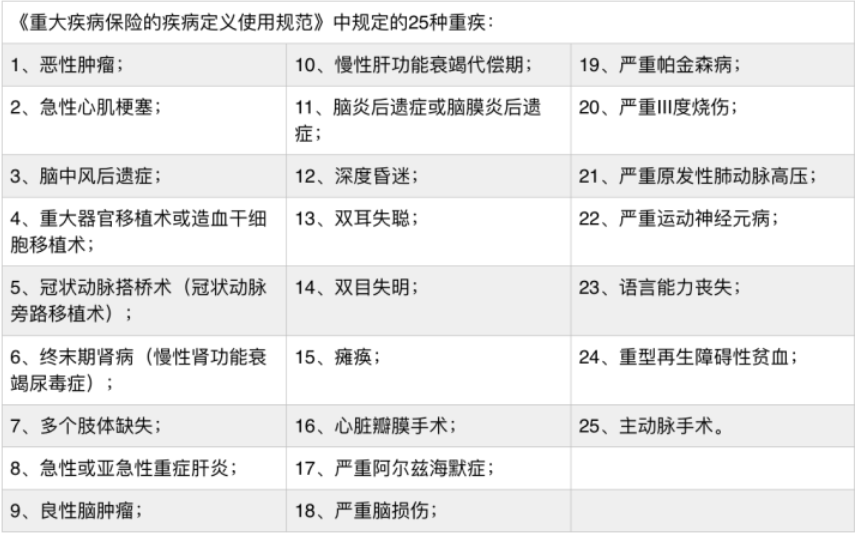 《重大疾病保险的疾病定义使用规范》中规定的25种重疾：
1、恶性肿瘤；
10、慢性肝功能衰竭代偿期；
19、严重帕金森病；
2、急性心肌梗塞；
11、脑炎后遗症或脑膜炎后遗
症；
20、严重III度烧伤；
3、脑中风后遗症；
12、深度昏迷；
21、严重原发性肺动脉高压；
4、重大器官移植术或造血干细
胞移植术；
13、双耳失聪；
22、严重运动神经元病；
5、冠状动脉搭桥术（冠状动脉
旁路移植术）；
14、双目失明；
23、语言能力丧失；
6、终末期肾病（慢性肾功能衰
竭尿毒症）；
15、瘫痪；
24、重型再生障碍性贫血；
7、多个肢体缺失；
16、心脏瓣膜手术；
25、主动脉手术。
8、急性或亚急性重症肝炎；
17、严重阿尔兹海默症；
9、良性脑肿瘤；
18、严重脑损伤；